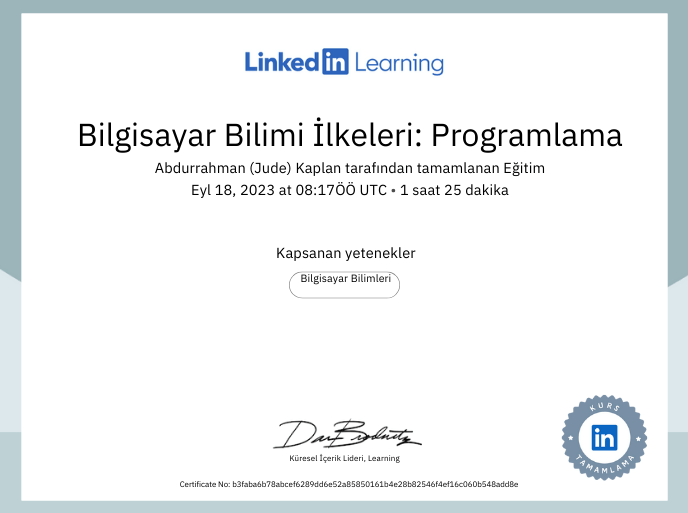 Linked in Learning
Bilgisayar Bilimi İlkeleri: Programlama
Abdurrahman (Jude) Kaplan tarafından tamamlanan Eğitim
Eyl 18, 2023 at 08:17ÖÖ UTC • 1 saat 25 dakika
Kapsanan yetenekler
Bilgisayar Bilimleri
Küresel İçerik Lideri, Learning
KURS
in
TAMAMLAMA
Certificate No: b3faba6b78abcef6289dd6e52a85850161b4e28b82546f4ef16c060b548add8e